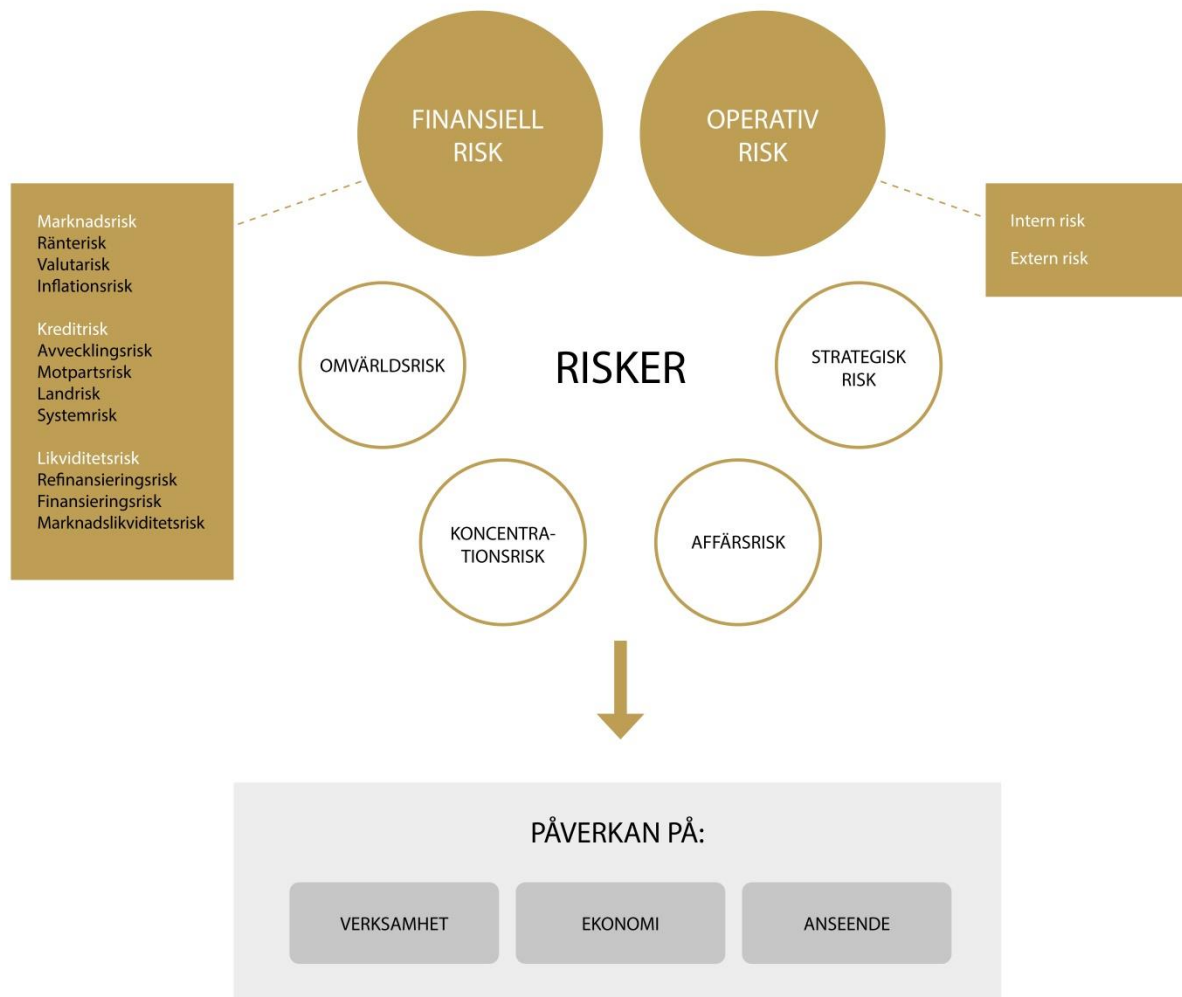 FINANSIELL
RISK
OPERATIV
RISK
Marknadsrisk
Ränterisk
Valutarisk
Inflationsrisk
Kreditrisk
Avvecklingsrisk
Motpartsrisk
Landrisk
Systemrisk
Likviditetsrisk
Refinansieringsrisk
Finansieringsrisk
Marknadslikviditetsrisk
Intern risk
Extern risk
OMVÄRLDSRISK
RISKER
STRATEGISK
RISK
KONCENTRA-
TIONSRISK
AFFÄRSRISK
PÅVERKAN PÅ:
VERKSAMHET
EKONOMI
ANSEENDE